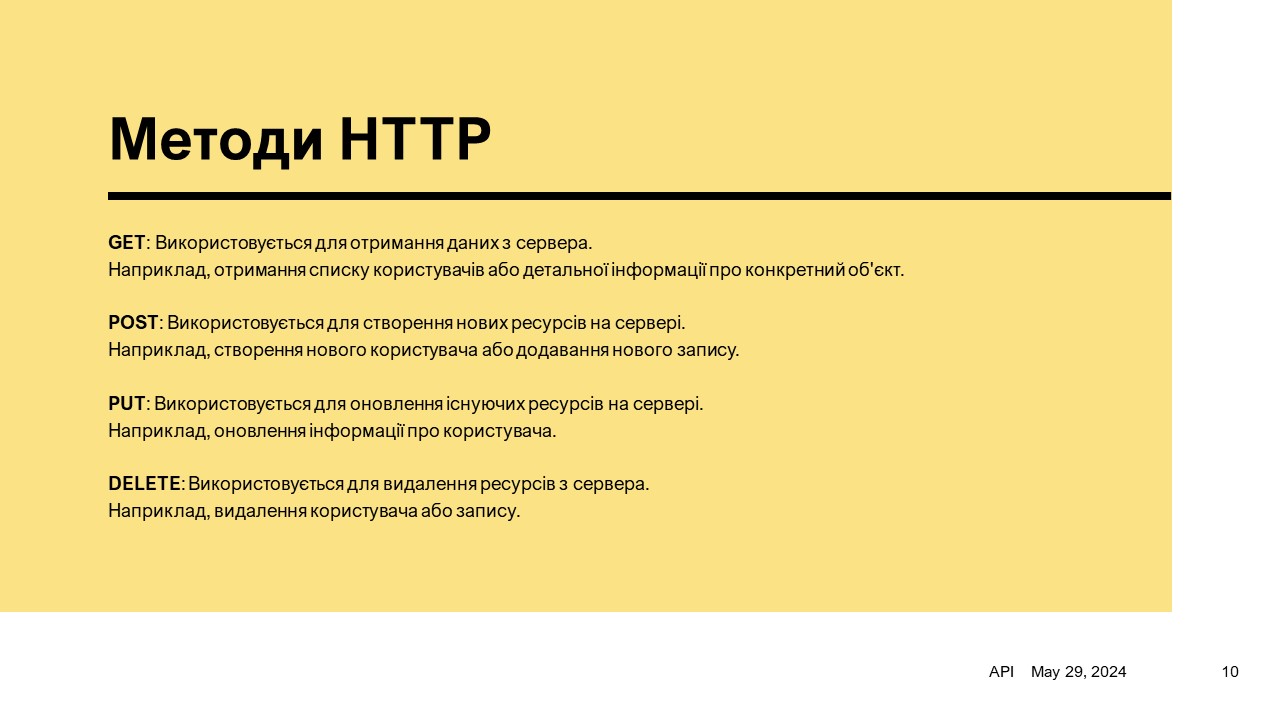 Методи HTTP
GET: Використовується для отримання даних з сервера.
Наприклад, отримання списку користувачів або детальної інформації про конкретний об'єкт.
POST: Використовується для створення нових ресурсів на сервері.
Наприклад, створення нового користувача або додавання нового запису.
PUT: Використовується для оновлення існуючих ресурсів на сервері.
Наприклад, оновлення інформації про користувача.
DELETE: Використовується для видалення ресурсів з сервера.
Наприклад, видалення користувача або запису.
API May 29, 2024 10